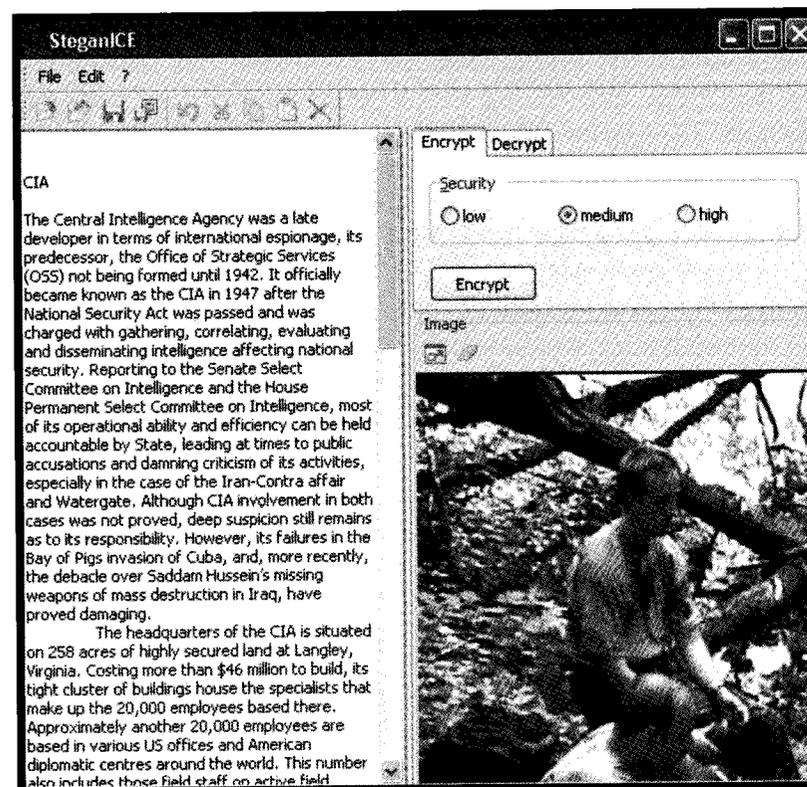 SteganICE
File Edit ?
CIA
The Central Intelligence Agency was a late
developer in terms of international espionage, its
predecessor, the Office of Strategic Services
(OSS) not being formed until 1942. It officially
became known as the CIA in 1947 after the
National Security Act was passed and was
charged with gathering, correlating, evaluating
and disseminating intelligence affecting national
security. Reporting to the Senate Select
Committee on Intelligence and the House
Permanent Select Committee on Intelligence, most
of its operational ability and efficiency can be held
accountable by State, leading at times to public
accusations and damning criticism of its activities,
especially in the case of the Iran-Contra affair
and Watergate. Although CIA involvement in both
cases was not proved, deep suspicion still remains
as to its responsibility. However, its failures in the
Bay of Pigs invasion of Cuba, and, more recently,
the debacle over Saddam Hussein's missing
weapons of mass destruction in Iraq, have
proved damaging.
The headquarters of the CIA is situated
on 258 acres of highly secured land at Langley,
Virginia. Costing more than $46 million to build, its
tight cluster of buildings house the specialists that
make up the 20,000 employees based there.
Approximately another 20,000 employees are
based in various US offices and American
diplomatic centres around the world. This number
also includes those field staff on active field
Encrypt Decrypt
Security
low medium high
Encrypt
Image